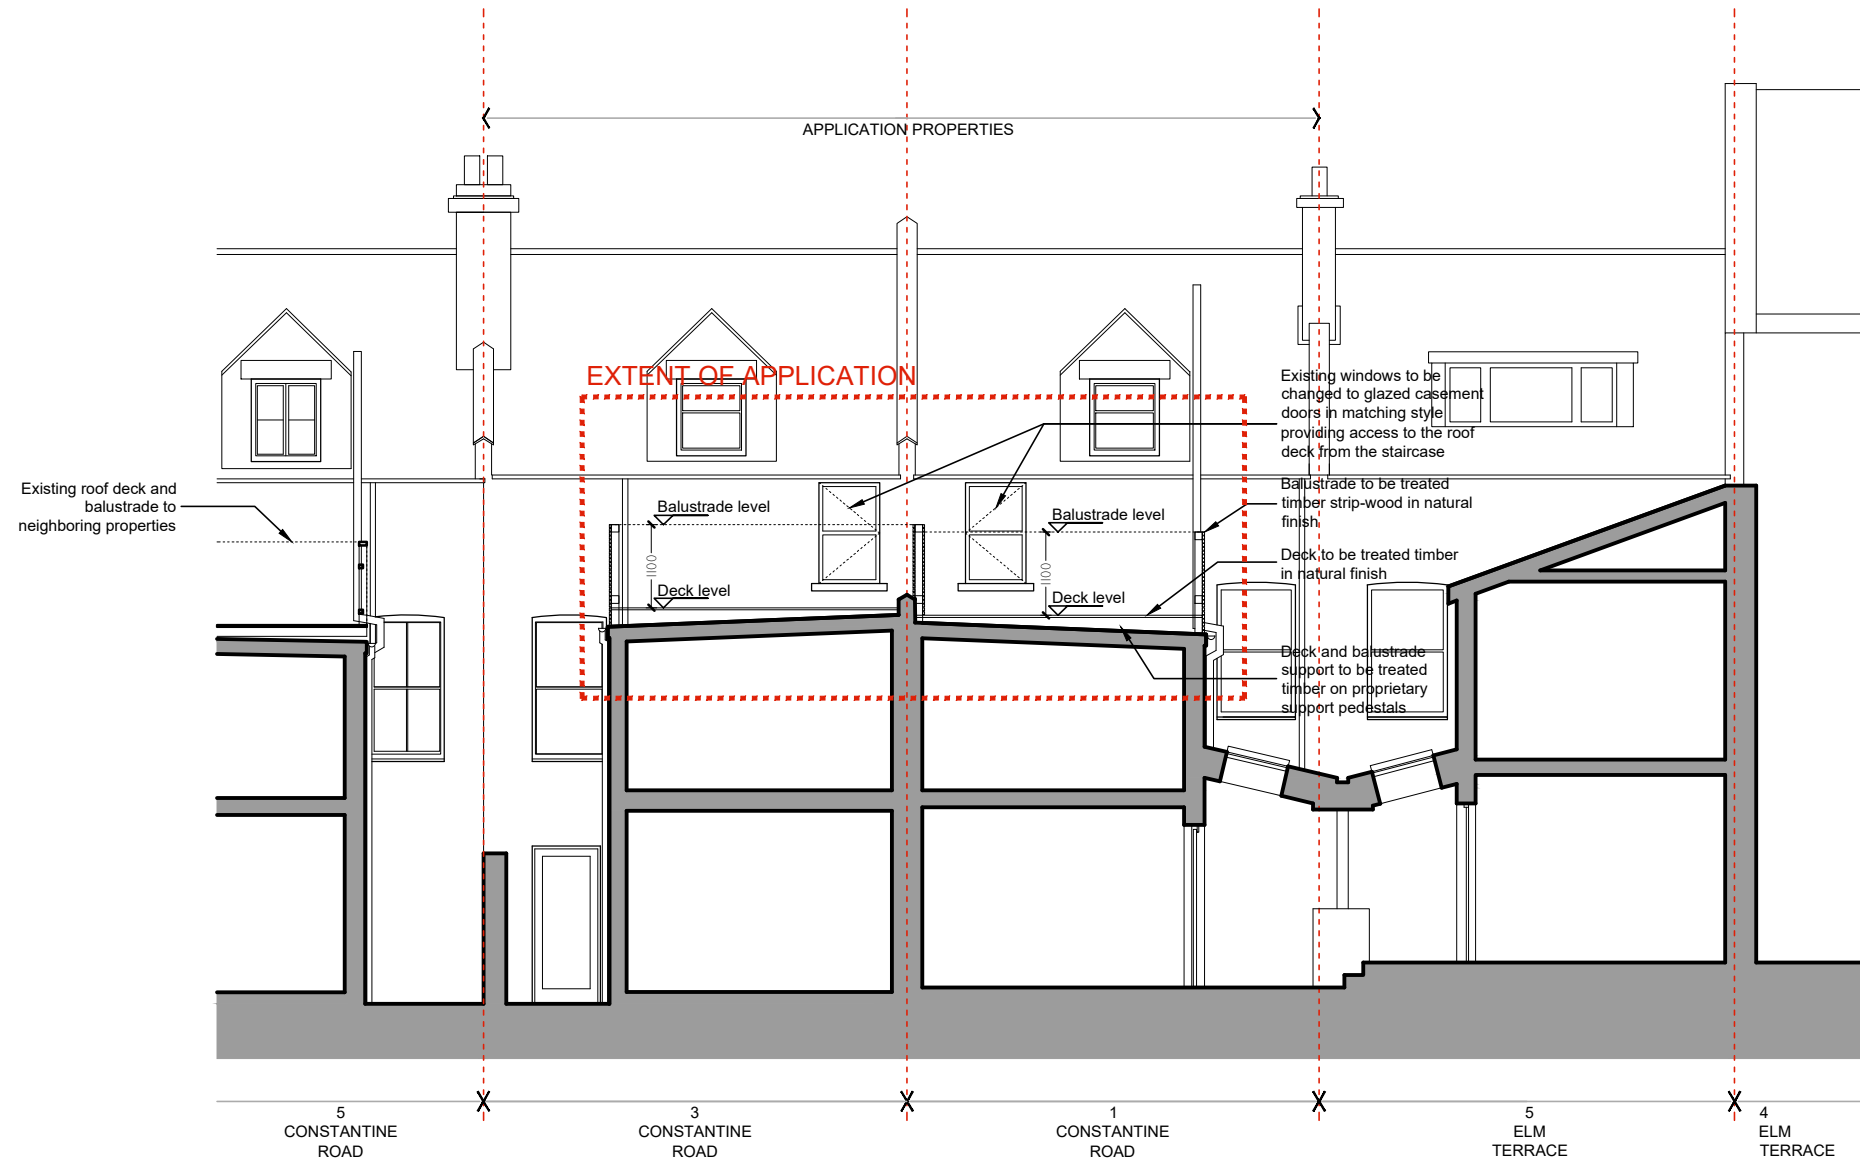 APPLICATION PROPERTIES
EXTENT OF APPLICATION
Existing windows to be
changed to glazed casement
doors in matching style
providing access to the roof
deck from the staircase
Existing roof deck and
balustrade to
neighboring properties
Balustrade level
Balustrade level
Balustrade to be treated
timber strip-wood in natural
finish
1100
1100
Deck to be treated timber
in natural finish
Deck level
Deck level
Deck and balustrade
support to be treated
timber on proprietary
support pedestals
5
CONSTANTINE
ROAD
3
CONSTANTINE
ROAD
1
CONSTANTINE
ROAD
5
ELM
TERRACE
4
ELM
TERRACE